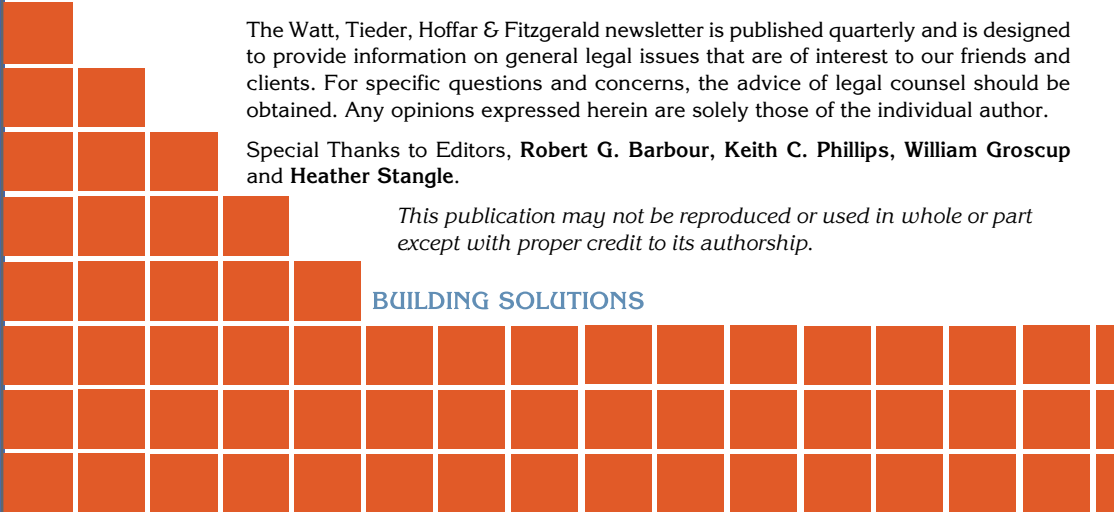 The Watt, Tieder, Hoffar & Fitzgerald newsletter is published quarterly and is designed
to provide information on general legal issues that are of interest to our friends and
clients. For specific questions and concerns, the advice of legal counsel should be
obtained. Any opinions expressed herein are solely those of the individual author.
Special Thanks to Editors, Robert G. Barbour, Keith C. Phillips, William Groscup
and Heather Stangle.
This publication may not be reproduced or used in whole or part
except with proper credit to its authorship.
BUILDING SOLUTIONS